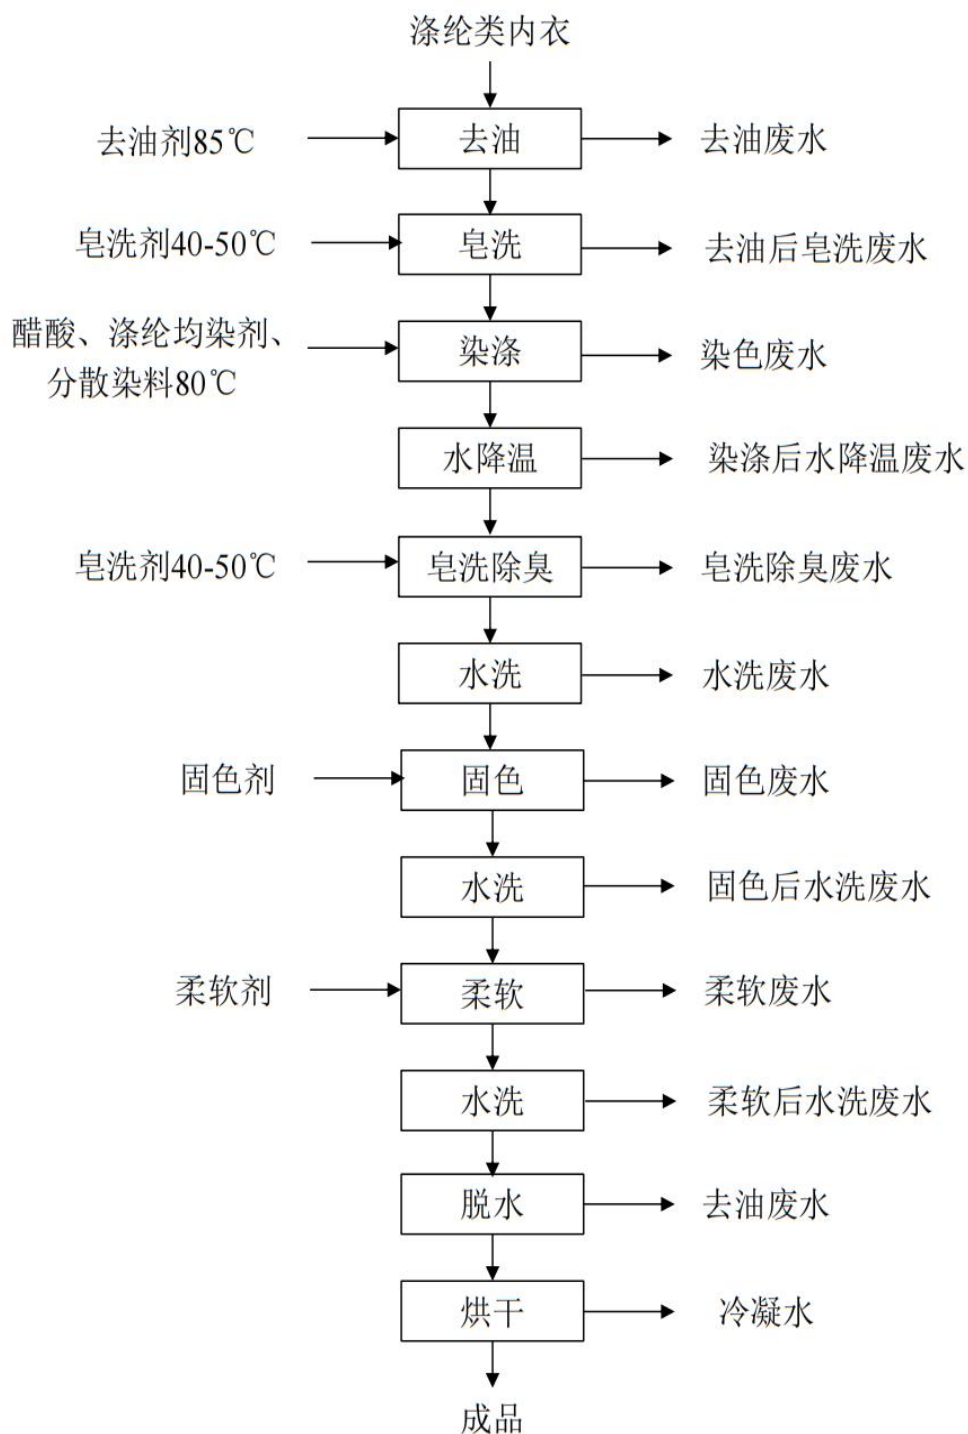 涤纶类内衣
去油剂85℃
去油
去油废水
皂洗剂40-50℃
皂洗
去油后皂洗废水
醋酸、涤纶均染剂、
分散染料80℃
染涤
染色废水
水降温
染涤后水降温废水
皂洗剂40-50℃
皂洗除臭
皂洗除臭废水
水洗
水洗废水
固色剂
固色
固色废水
水洗
固色后水洗废水
柔软剂
柔软
柔软废水
水洗
柔软后水洗废水
脱水
去油废水
烘干
冷凝水
成品